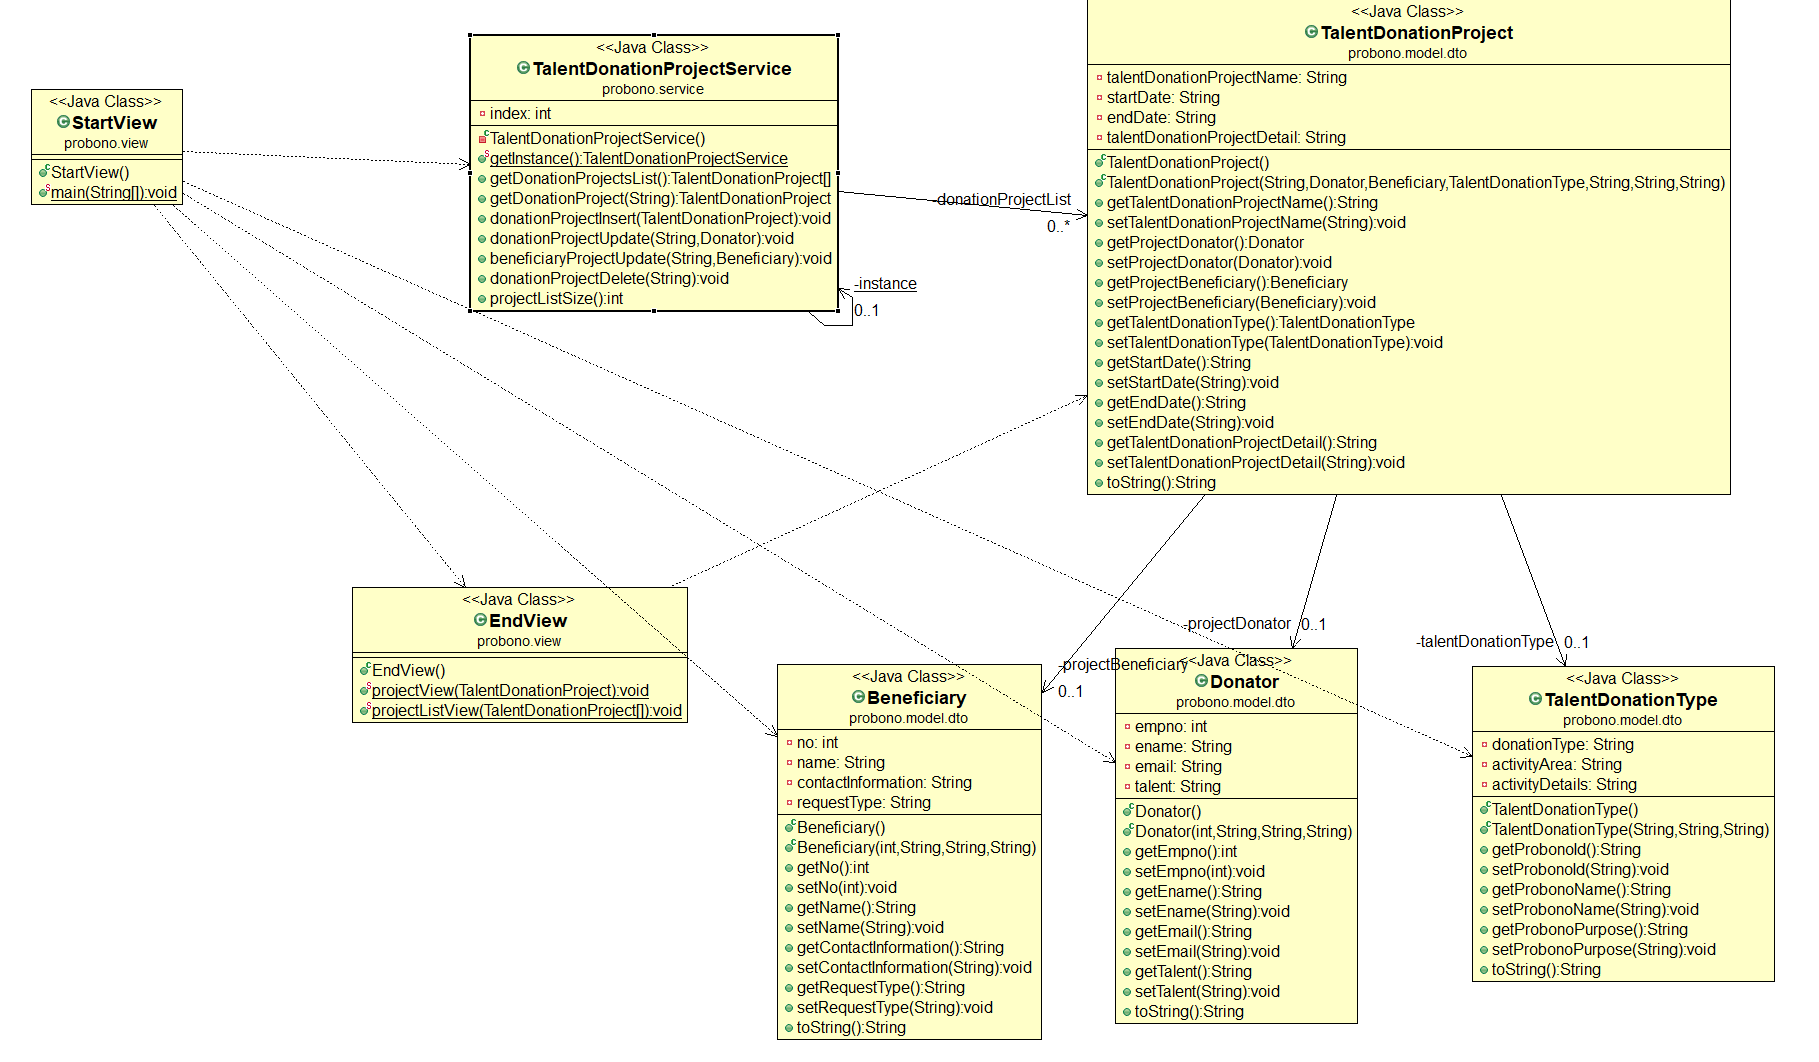 <<Java Class>>
StartView
probono.view
StartView()
main(String[]):void
<<Java Class>>
TalentDonationProjectService
probono.service
index: int
TalentDonationProjectService()
getInstance():TalentDonationProjectService
getDonationProjectsList():TalentDonationProject[]
getDonationProject(String):TalentDonationProject
donationProjectInsert(TalentDonationProject):void
donationProjectUpdate(String,Donator):void
beneficiaryProjectUpdate(String,Beneficiary):void
donationProjectDelete(String):void
projectListSize():int
-instance
0..1
-donationProjectList
0..*
<<Java Class>>
TalentDonationProject
probono.model.dto
talentDonationProjectName: String
startDate: String
endDate: String
talentDonationProjectDetail: String
TalentDonationProject()
TalentDonationProject(String,Donator,Beneficiary,TalentDonationType,String,String,String)
getTalentDonationProjectName():String
setTalentDonationProjectName(String):void
getProjectDonator():Donator
setProjectDonator(Donator):void
getProjectBeneficiary():Beneficiary
setProjectBeneficiary(Beneficiary):void
getTalentDonationType():TalentDonationType
setTalentDonationType(TalentDonationType):void
getStartDate():String
setStartDate(String):void
getEndDate():String
setEndDate(String):void
getTalentDonationProjectDetail():String
setTalentDonationProjectDetail(String):void
toString():String
<<Java Class>>
EndView
probono.view
EndView()
projectView(TalentDonationProject):void
projectListView(TalentDonationProject[]):void
-projectBeneficiary
0..1
-projectDonator
0..1
-talentDonationType
0..1
<<Java Class>>
Beneficiary
probono.model.dto
no: int
name: String
contactInformation: String
requestType: String
Beneficiary()
Beneficiary(int,String,String,String)
getNo():int
setNo(int):void
getName():String
setName(String):void
getContactInformation():String
setContactInformation(String):void
getRequestType():String
setRequestType(String):void
toString():String
<<Java Class>>
Donator
probono.model.dto
empno: int
ename: String
email: String
talent: String
Donator()
Donator(int,String,String,String)
getEmpno():int
setEmpno(int):void
getEname():String
setEname(String):void
getEmail():String
setEmail(String):void
getTalent():String
setTalent(String):void
toString():String
<<Java Class>>
TalentDonationType
probono.model.dto
donationType: String
activityArea: String
activityDetails: String
TalentDonationType()
TalentDonationType(String,String,String)
getProbonoId():String
setProbonoId(String):void
getProbonoName():String
setProbonoName(String):void
getProbonoPurpose():String
setProbonoPurpose(String):void
toString():String